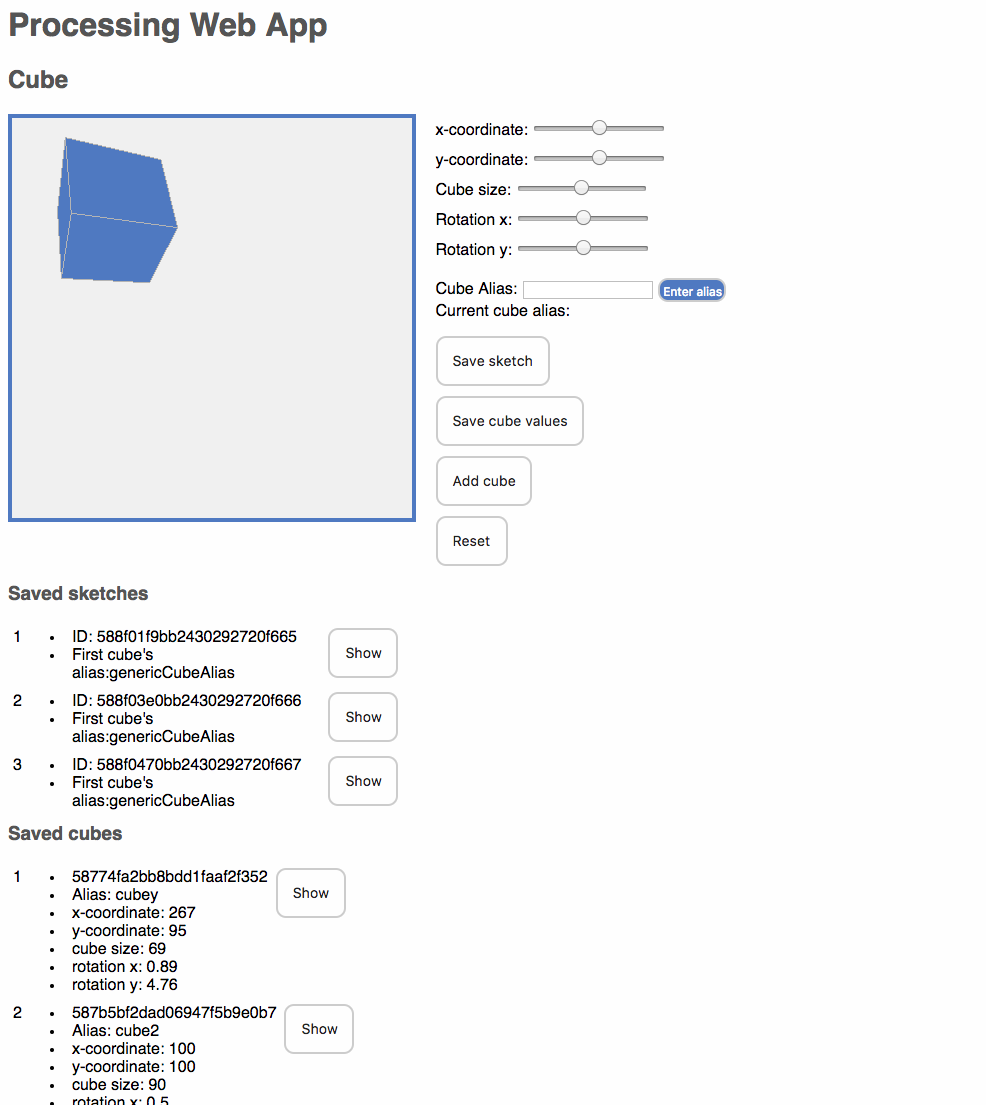 Processing Web App
Cube
x-coordinate:
y-coordinate:
Cube size:
Rotation x:
Rotation y:
Cube Alias: Enter alias
Current cube alias:
Save sketch
Save cube values
Add cube
Reset
Saved sketches
1 • ID: 588f01f9bb2430292720f665 Show
• First cube's
alias:genericCubeAlias
2 • ID: 588f03e0bb2430292720f666 Show
• First cube's
alias:genericCubeAlias
3 • ID: 588f0470bb2430292720f667 Show
• First cube's
alias:genericCubeAlias
Saved cubes
1 • 58774fa2bb8bdd1faaf2f352 Show
• Alias: cubey
• x-coordinate: 267
• y-coordinate: 95
• cube size: 69
• rotation x: 0.89
• rotation y: 4.76
2 • 587b5bf2dad06947f5b9e0b7 Show
• Alias: cube2
• x-coordinate: 100
• y-coordinate: 100
• cube size: 90
• rotation x: 0.5